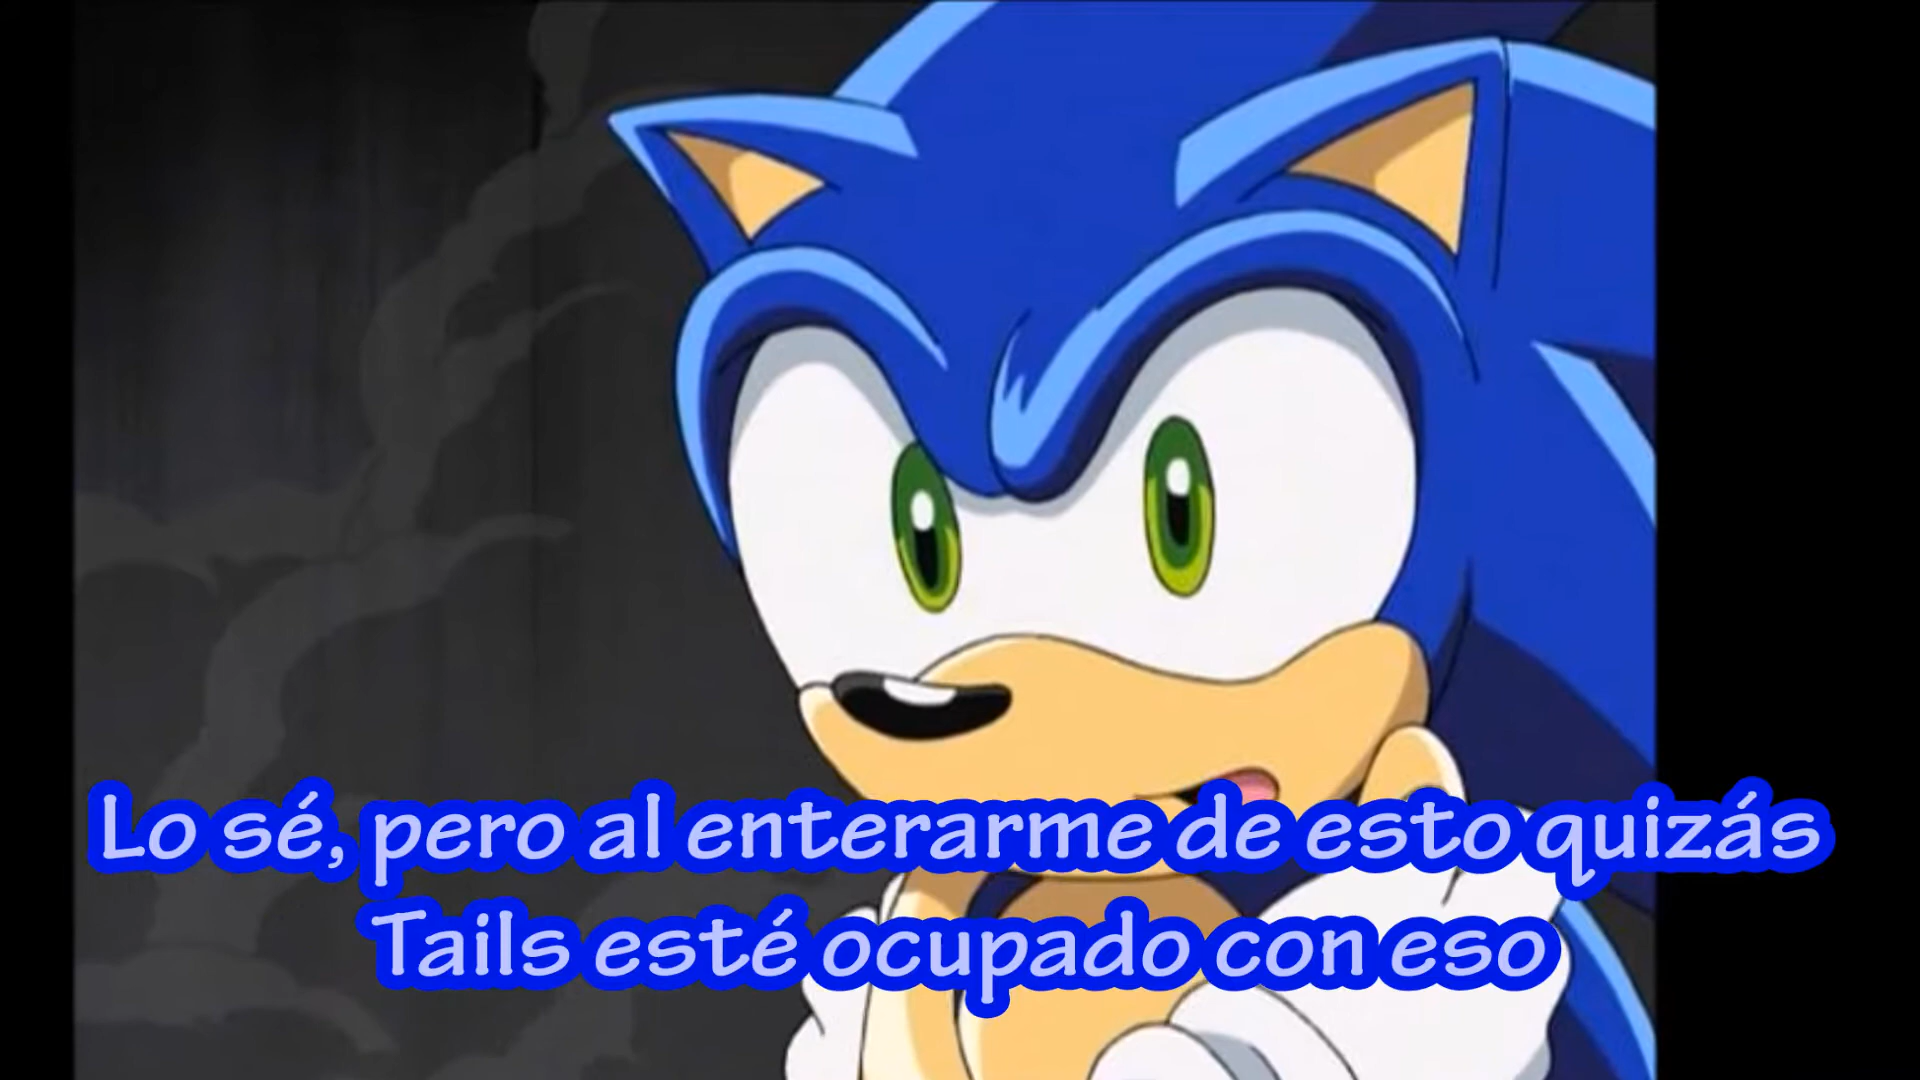 Lo sé, pero al enterarme de esto quizás
Tails esté ocupado con eso